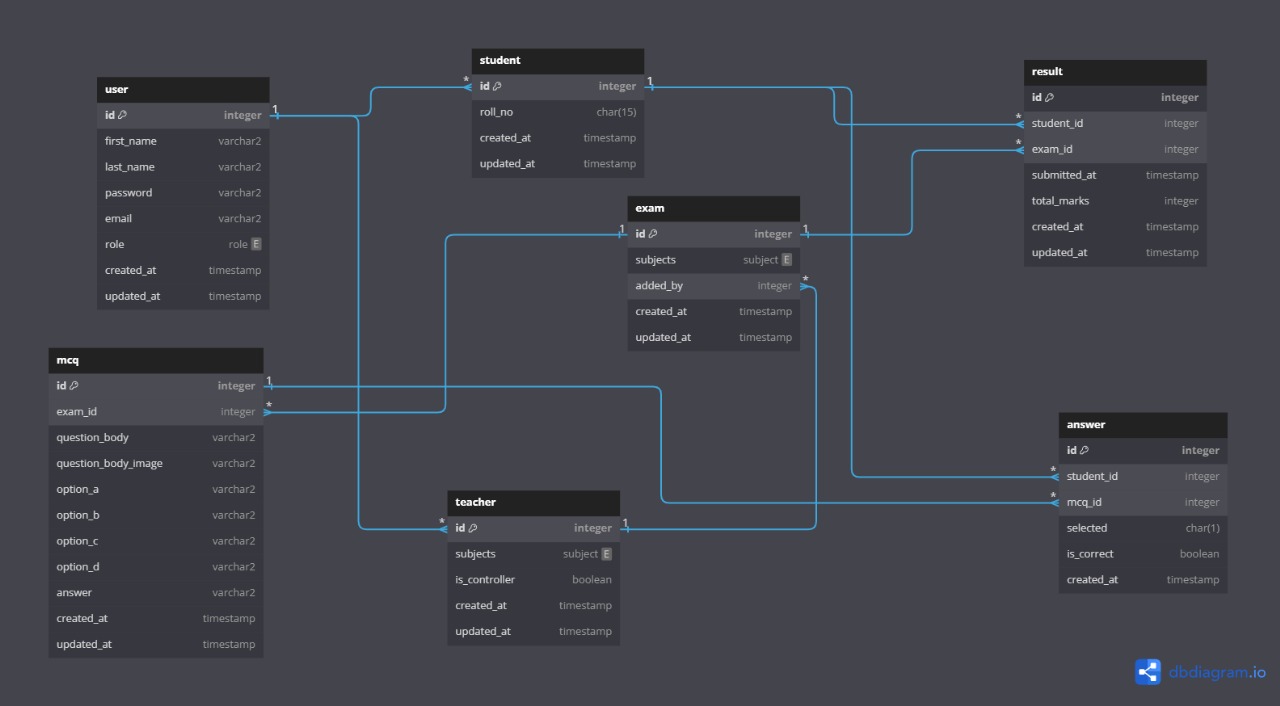 user
id integer
first_name varchar2
last_name varchar2
password varchar2
email varchar2
role role E
created_at timestamp
updated_at timestamp
1
*
student
id integer
roll_no char(15)
created_at timestamp
updated_at timestamp
1
result
id integer
* student_id integer
* exam_id integer
submitted_at timestamp
total_marks integer
created_at timestamp
updated_at timestamp
exam
1 id integer 1
subjects subject E
added_by integer *
created_at timestamp
updated_at timestamp
mcq
id integer 1
exam_id integer *
question_body varchar2
question_body_image varchar2
option_a varchar2
option_b varchar2
option_c varchar2
option_d varchar2
answer varchar2
created_at timestamp
updated_at timestamp
teacher
* id integer 1
subjects subject E
is_controller boolean
created_at timestamp
updated_at timestamp
answer
id integer
* student_id integer
* mcq_id integer
selected char(1)
is_correct boolean
created_at timestamp
dbdiagram.io